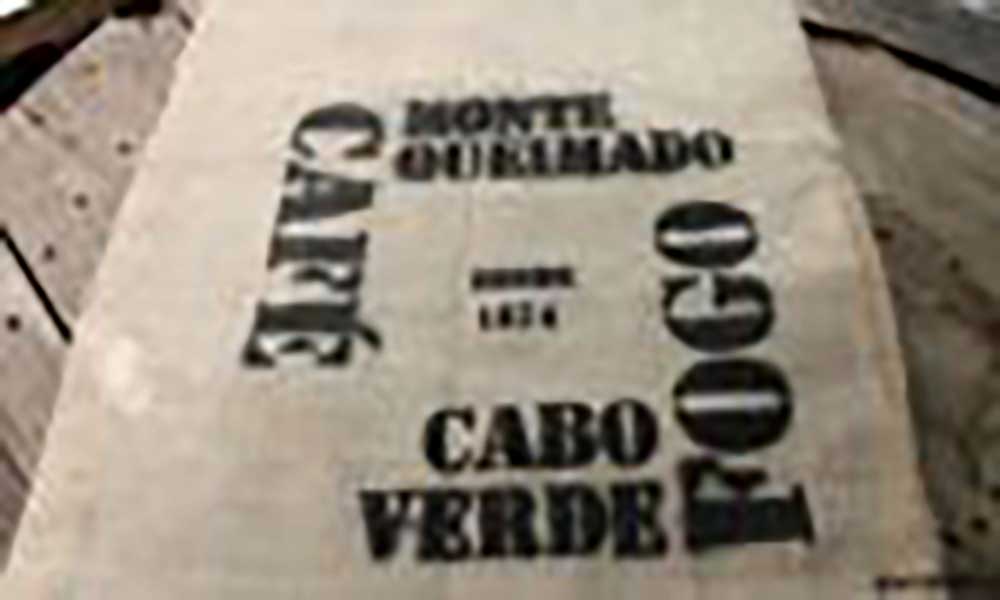 CAFÉ
MONTE
QUEIMADO
FOGO
CABO
VERDE